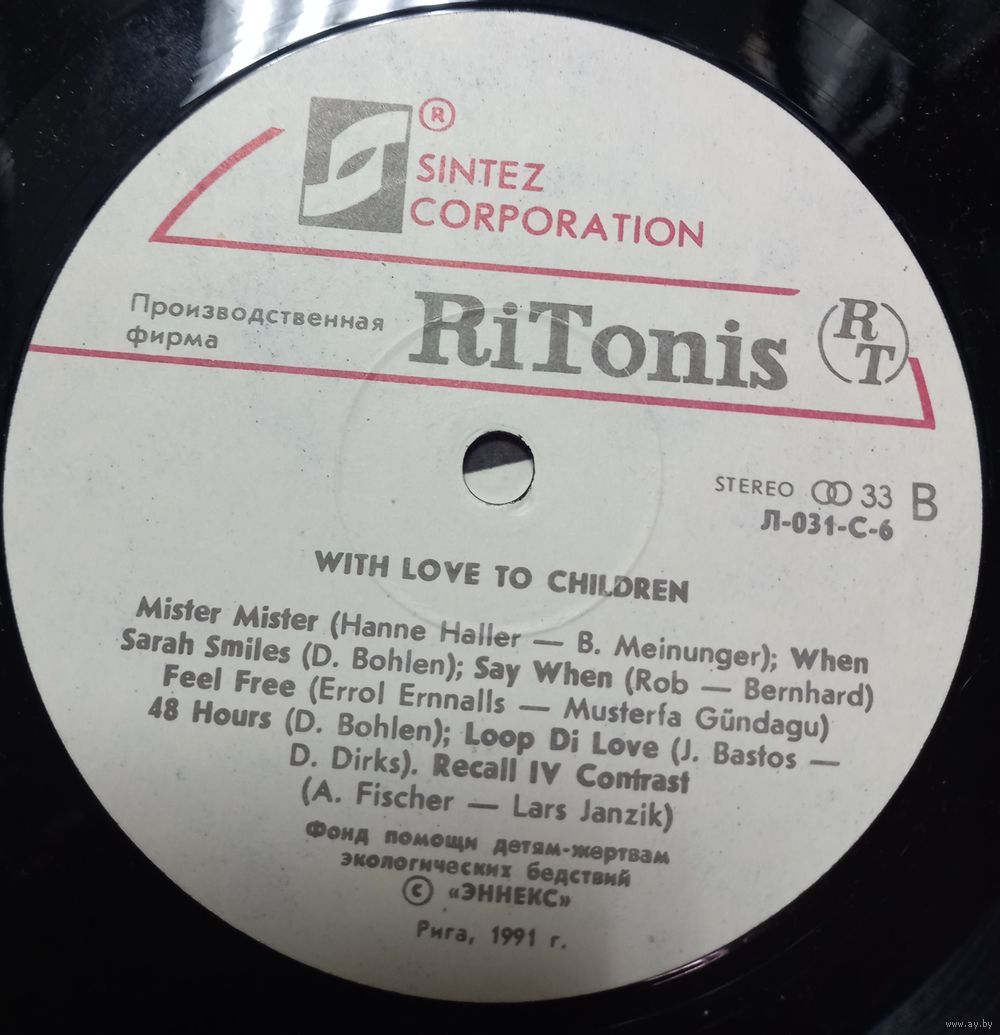 ®
SINTEZ
CORPORATION
Производственная
фирма
RiTonis
RT
STEREO 33 B
Л-031-С-6
WITH LOVE TO CHILDREN
Mister Mister (Hanne Haller — B. Meinunger); When
Sarah Smiles (D. Bohlen); Say When (Rob — Bernhard)
Feel Free (Errol Ernnalls — Musterfa Gündagu)
48 Hours (D. Bohlen); Loop Di Love (J. Bastos —
D. Dirks). Recall IV Contrast
(A. Fischer — Lars Janzik)
Фонд помощи детям-жертвам
экологических бедствий
© «ЭННЕКС»
Рига, 1991 г.
www.ay.by